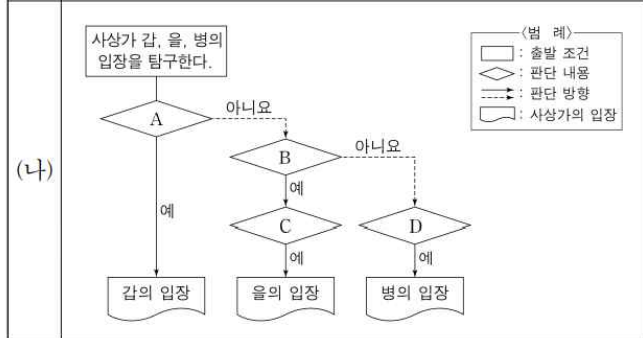 사상가 갑, 을, 병의
입장을 탐구한다.
〈범 례〉
: 출발 조건
: 판단 내용
: 판단 방향
: 사상가의 입장
A
아니요
B
아니요
(나)
예
예
C
D
예
예
갑의 입장
을의 입장
병의 입장